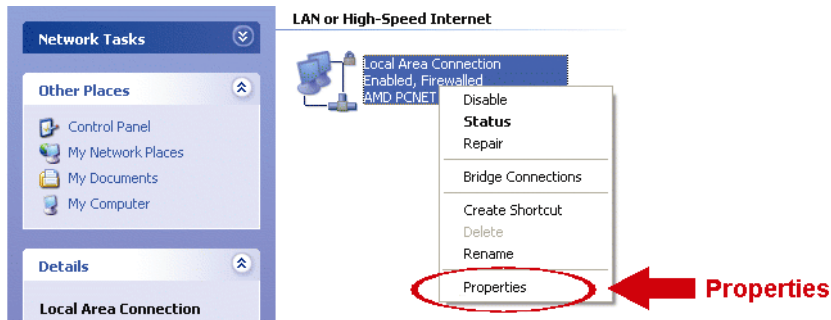 Network Tasks
Other Places
Control Panel
My Network Places
My Documents
My Computer
Details
Local Area Connection
LAN or High-Speed Internet
Local Area Connection
Enabled, Firewalled
AMD PCNET
Disable
Status
Repair
Bridge Connections
Create Shortcut
Delete
Rename
Properties
Properties